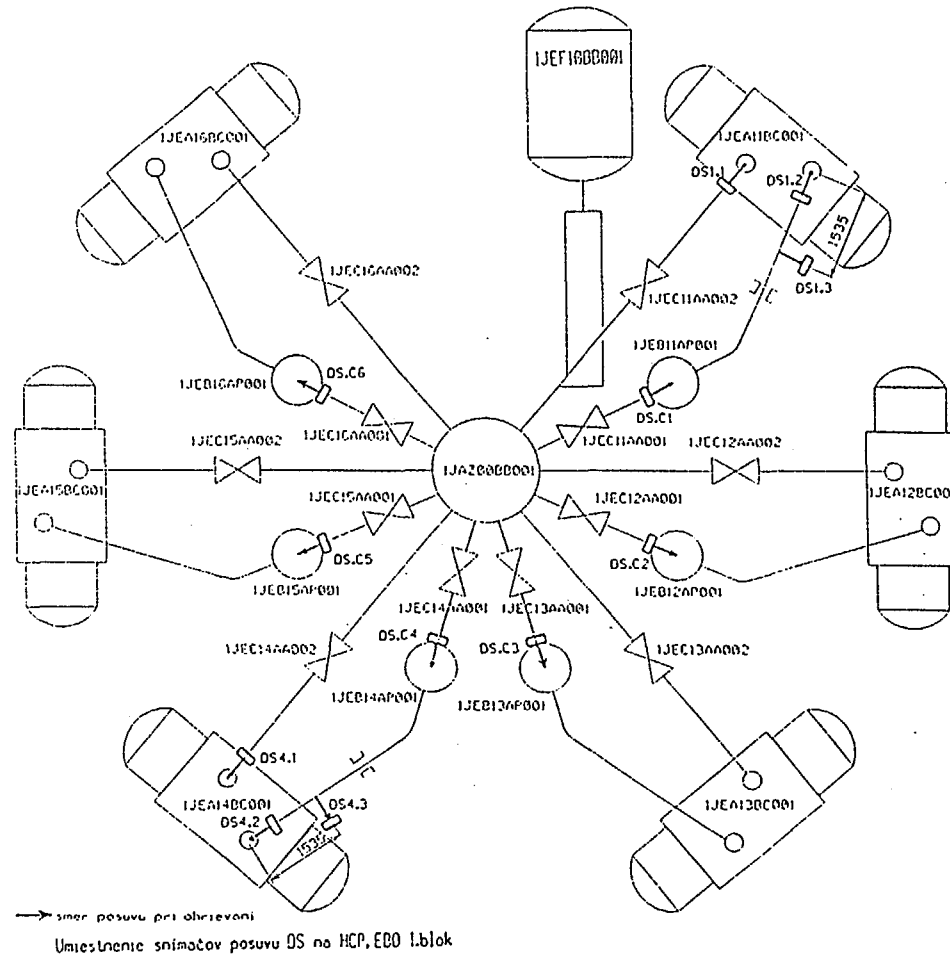 1JEF10BB001
1JEA16BC001
1JEA11BC001
DS1.1
DS1.2
1535
DS1.3
1JEC16AA002
1JEC11AA002
1JEB16AP001
DS.C6
1JEB11AP001
DS.C1
1JEC16AA001
1JEC11AA001
1JEC15AA002
1JEC12AA002
1JAZ00BB001
1JEA15BC001
1JEA12BC00
1JEC15AA001
1JEC12AA001
DS.C5
DS.C2
1JEB15AP001
1JEB12AP001
1JEC14AA001
1JEC13AA001
DS.C4
DS.C3
1JEC14AA002
1JEC13AA002
1JEB14AP001
1JEB13AP001
DS4.1
1JEA14BC001
1JEA13BC001
DS4.2
DS4.3
1535
smer posuvu pri ohrievaní
Umiestnenie snímačov posuvu DS na HCP, EBO I.blok